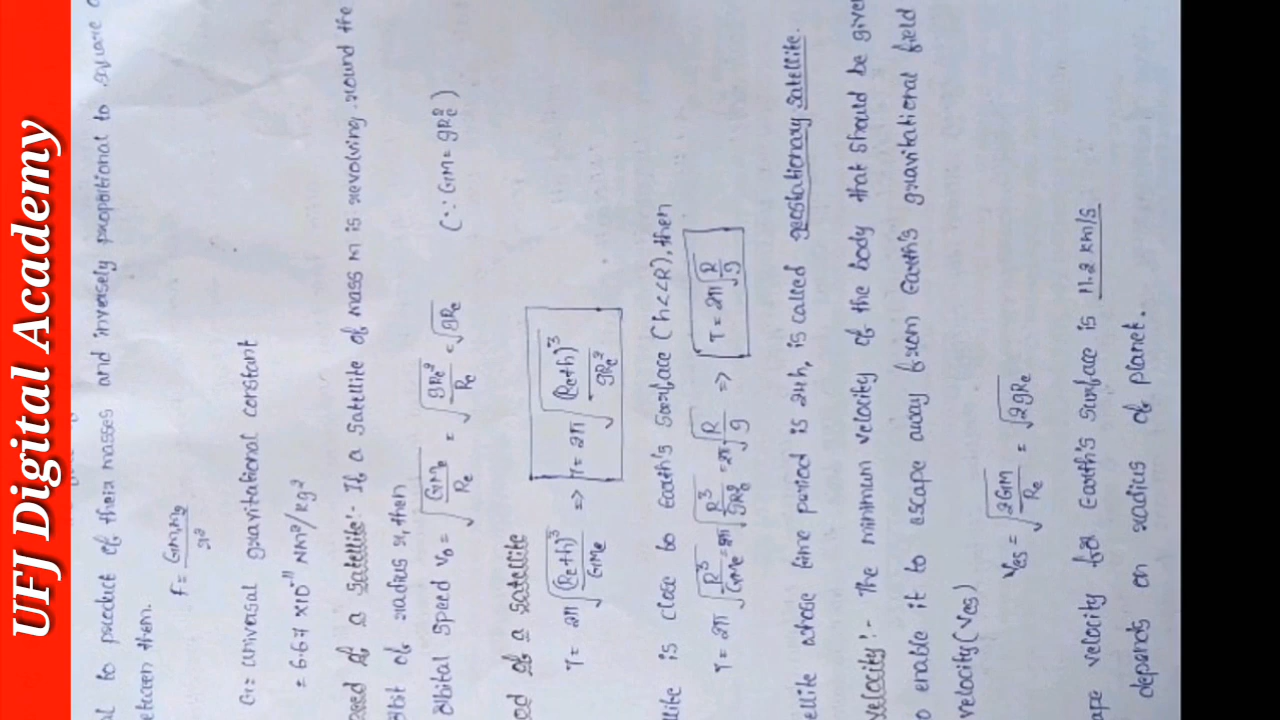 UFJ Digital Academy
to product of their masses and inversely proportional to square
between them.
F = Gm₁m₂/r²
G = universal gravitational constant
= 6.67 × 10⁻¹¹ Nm²/kg²
of a satellite:- If a satellite of mass m is revolving round the
orbit of radius r, then
orbital speed v₀ = √(GMe/Re) = √(gRe²/Re) = √gRe (∵ GM = gRe²)
of a satellite
T = 2π√((Re+h)³/GMe) => T = 2π√((Re+h)³/gRe²)
is close to Earth's surface (h<<R), then
T = 2π√(R³/GMe) = 2π√(R³/gRe²) = 2π√(R/g) => T = 2π√(R/g)
whose time period is 24h, is called geostationary satellite.
velocity:- The minimum velocity of the body that should be given
to enable it to escape away from Earth's gravitational field
velocity (ves)
ves = √(2GM/Re) = √2gRe
velocity for Earth's surface is 11.2 km/s
depends on radius of planet.